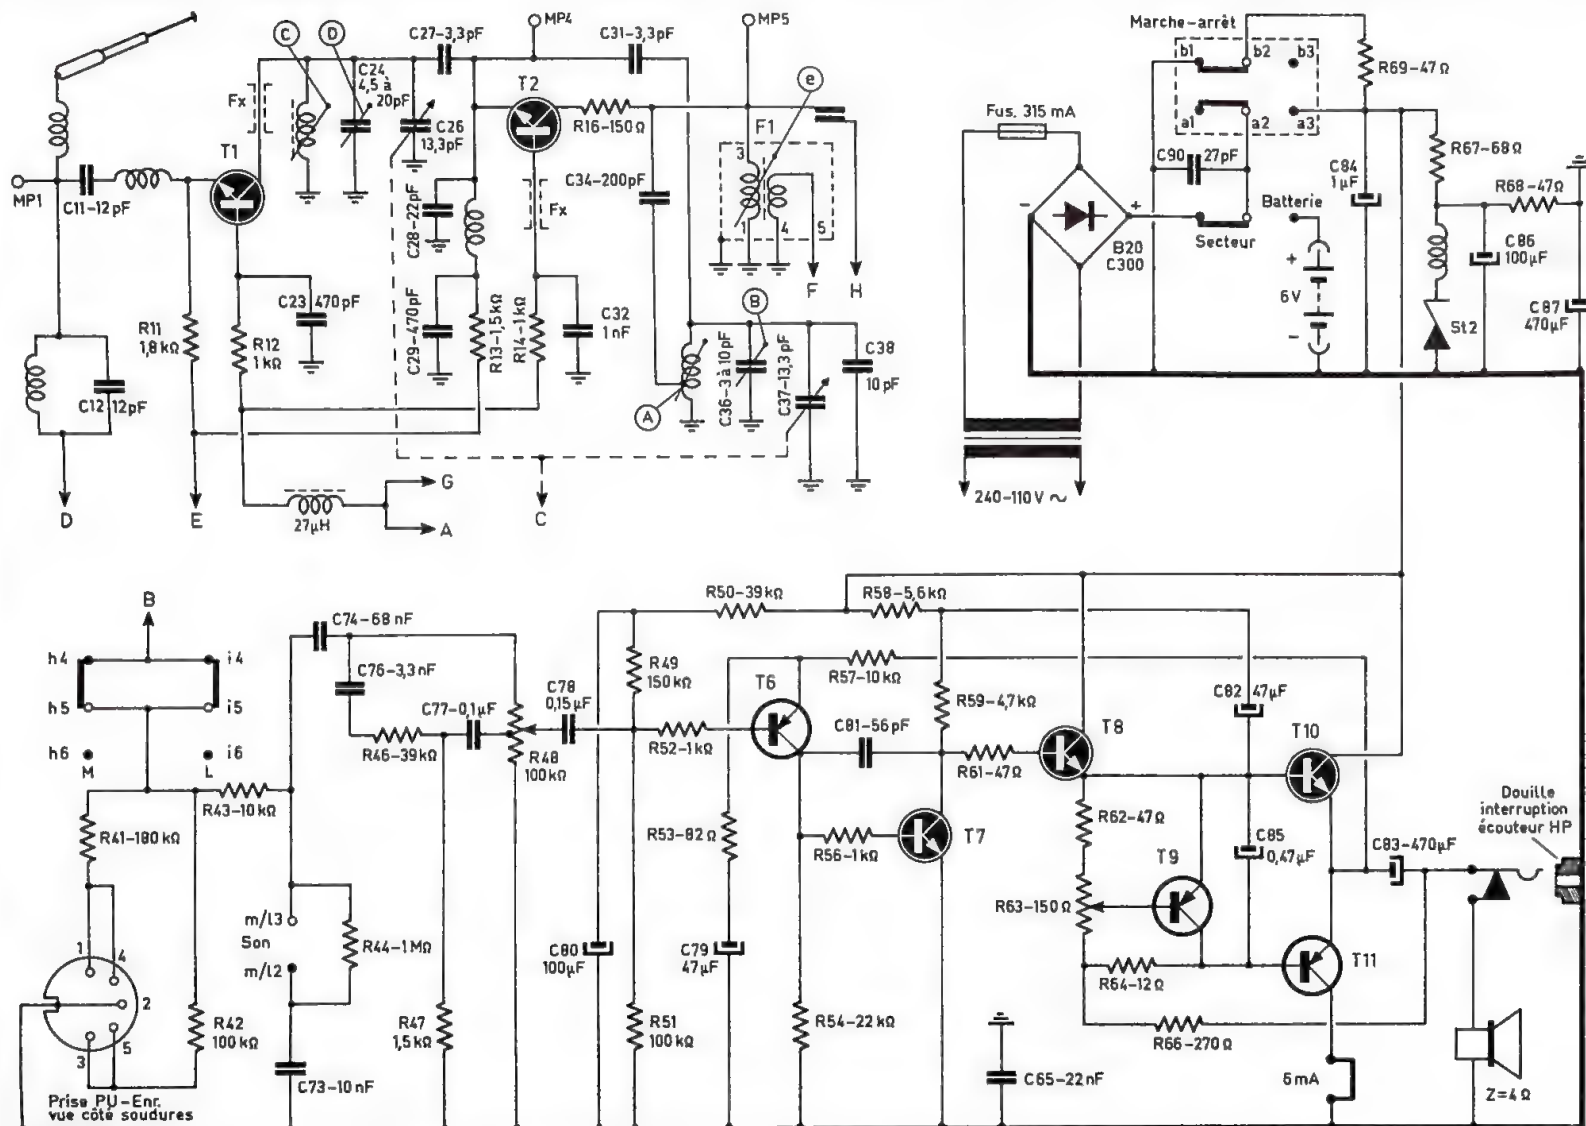 MP1
C11-12pF
C12-12pF
D
R11
1,8kΩ
E
Fx
T1
R12
1kΩ
C23 470pF
27µH
G
A
C
D
C24
4,5 à
20pF
C27-3,3pF
MP4
C26
13,3pF
C28-22pF
C29-470pF
R13-1,5kΩ
R14-1kΩ
Fx
T2
R16-150Ω
C32
1nF
C
C31-3,3pF
C34-200pF
A
MP5
e
F1
3
1
4
5
F
H
B
C36-3 à 10pF
C37-13,3pF
C38
10pF
Marche-arrêt
b1
b2
b3
a1
a2
a3
R69-47Ω
Fus. 315 mA
C90
27pF
-
+
B20
C300
Secteur
Batterie
+
6V
-
C84
1µF
R67-68Ω
R68-47Ω
C86
100µF
St2
C87
470µF
240-110V ~
B
h4
i4
h5
i5
h6
i6
M
L
R41-180kΩ
R43-10kΩ
1
4
2
3
5
R42
100kΩ
Prise PU-Enr.
vue côté soudures
C74-68nF
C76-3,3nF
R46-39kΩ
C77-0,1µF
R48
100kΩ
C78
0,15µF
m/l3
Son
m/l2
R44-1MΩ
C73-10nF
R47
1,5kΩ
R50-39kΩ
R58-5,6kΩ
R49
150kΩ
R52-1kΩ
R57-10kΩ
T6
C81-56pF
R59-4,7kΩ
R61-47Ω
T8
C82
47µF
T10
R53-82Ω
R56-1kΩ
T7
R62-47Ω
C85
0,47µF
T9
R63-150Ω
C80
100µF
C79
47µF
R64-12Ω
T11
R51
100kΩ
R54-22kΩ
R66-270Ω
C65-22nF
6mA
C83-470µF
Douille
interruption
écouteur HP
Z=4Ω